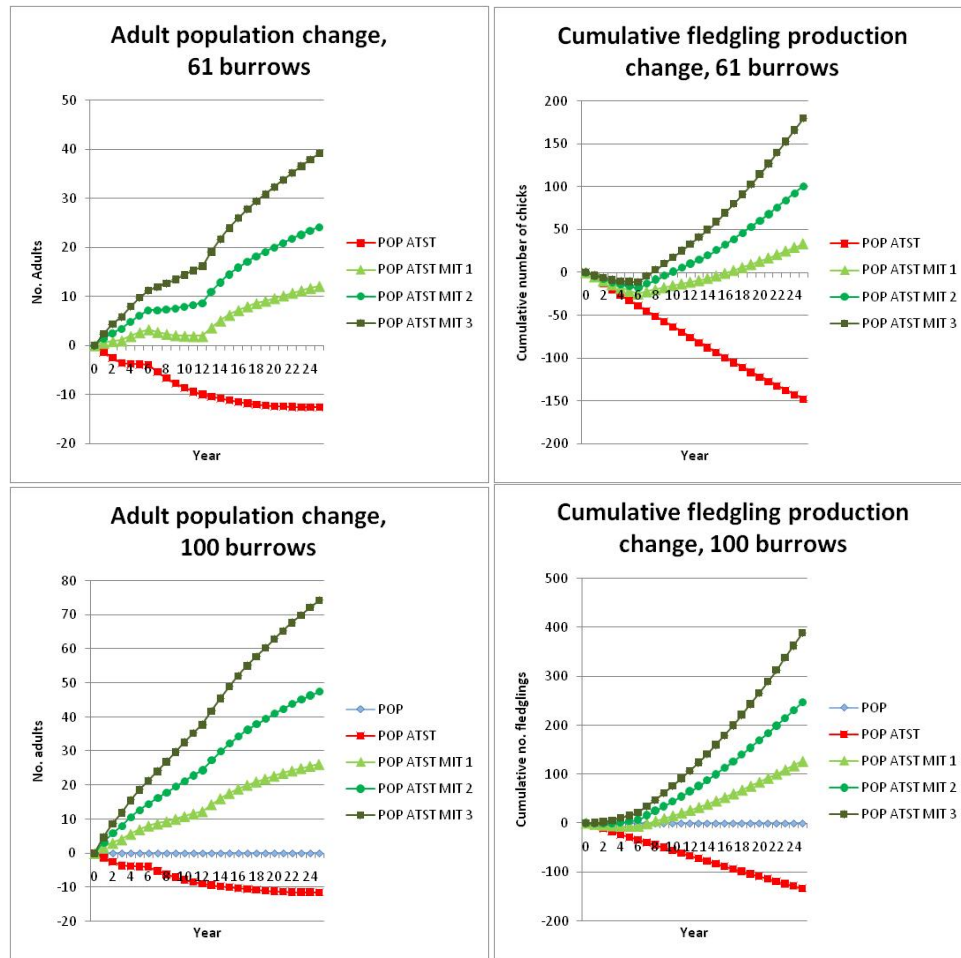 Adult population change,
61 burrows
50
40
30
20
10
0
-10
-20
No. Adults
0 2 4 6 8 10 12 14 16 18 20 22 24
Year
POP ATST
POP ATST MIT 1
POP ATST MIT 2
POP ATST MIT 3
Cumulative fledgling production
change, 61 burrows
200
150
100
50
0
-50
-100
-150
-200
Cumulative number of chicks
0 2 4 6 8 10 12 14 16 18 20 22 24
Year
POP ATST
POP ATST MIT 1
POP ATST MIT 2
POP ATST MIT 3
Adult population change,
100 burrows
80
70
60
50
40
30
20
10
0
-10
-20
No. adults
0 2 4 6 8 10 12 14 16 18 20 22 24
Year
POP
POP ATST
POP ATST MIT 1
POP ATST MIT 2
POP ATST MIT 3
Cumulative fledgling production
change, 100 burrows
500
400
300
200
100
0
-100
-200
Cumulative no. fledglings
0 2 4 6 8 10 12 14 16 18 20 22 24
Year
POP
POP ATST
POP ATST MIT 1
POP ATST MIT 2
POP ATST MIT 3